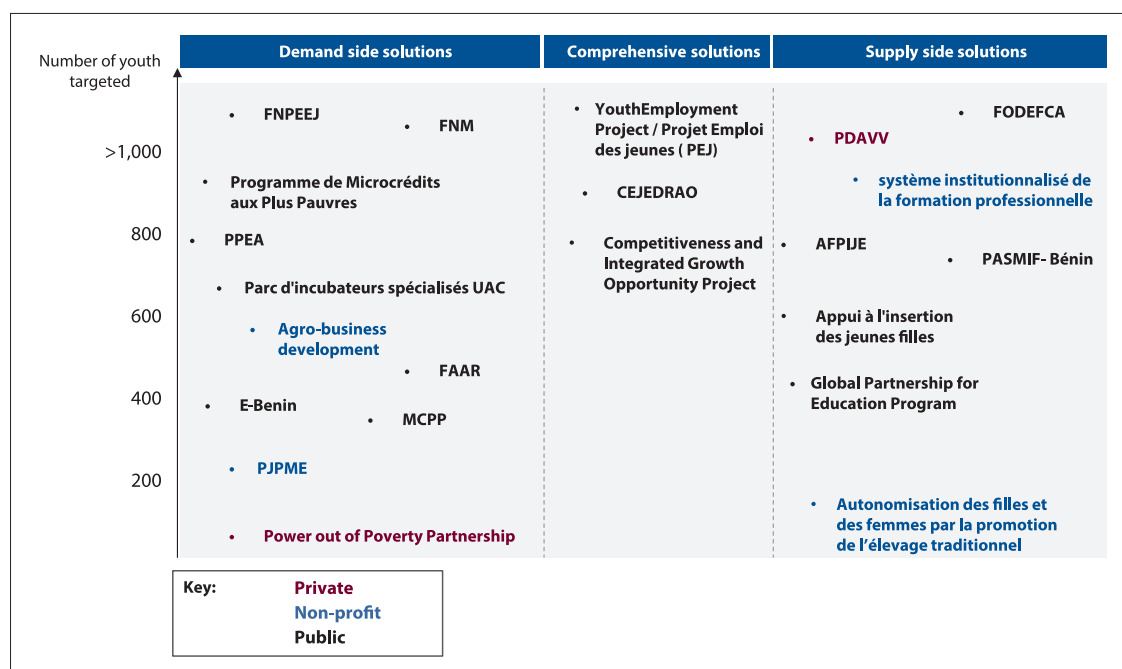 Number of youth
targeted
>1,000
800
600
400
200
Demand side solutions
FNPEEJ
FNM
Programme de Microcrédits
aux Plus Pauvres
PPEA
Parc d'incubateurs spécialisés UAC
Agro-business
development
FAAR
E-Benin
MCPP
PJPME
Power out of Poverty Partnership
Comprehensive solutions
YouthEmployment
Project / Projet Emploi
des jeunes ( PEJ)
CEJEDRAO
Competitiveness and
Integrated Growth
Opportunity Project
Supply side solutions
FODEFCA
PDAVV
système institutionnalisé de
la formation professionnelle
AFPIJE
PASMIF- Bénin
Appui à l'insertion
des jeunes filles
Global Partnership for
Education Program
Autonomisation des filles et
des femmes par la promotion
de l'élevage traditionnel
Key:
Private
Non-profit
Public